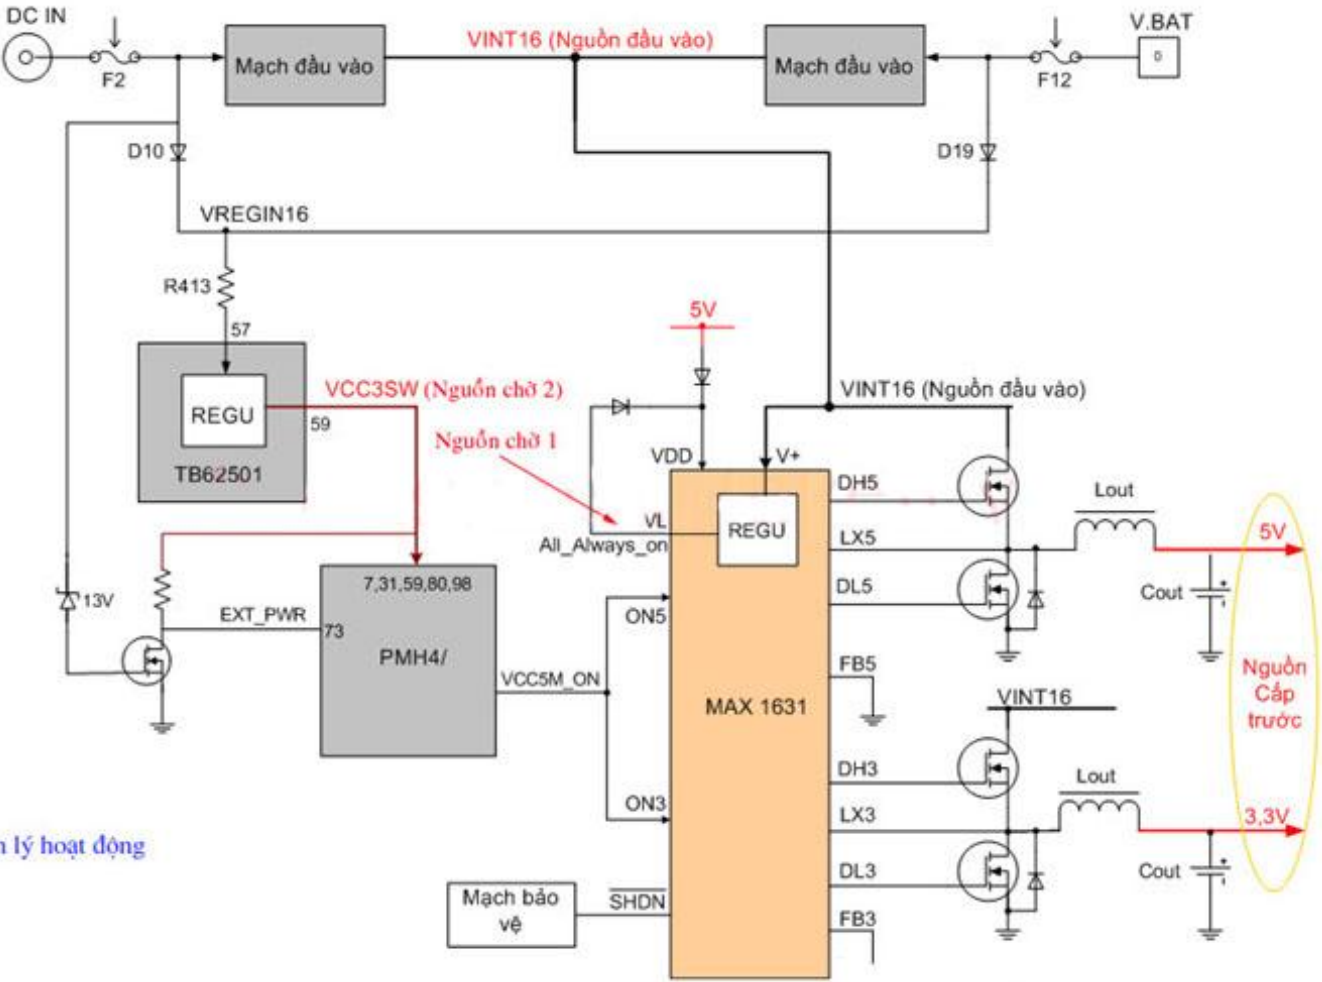 DC IN
F2
Mạch đầu vào
VINT16 (Nguồn đầu vào)
Mạch đầu vào
F12
V.BAT
0
D10
D19
VREGIN16
R413
57
REGU
TB62501
59
VCC3SW (Nguồn chờ 2)
Nguồn chờ 1
5V
VINT16 (Nguồn đầu vào)
VDD
V+
VL
All_Always_on
REGU
MAX 1631
DH5
LX5
DL5
FB5
DH3
LX3
DL3
FB3
ON5
ON3
SHDN
13V
EXT_PWR
73
7,31,59,80,98
PMH4/
VCC5M_ON
Lout
5V
Cout
+
-
VINT16
Lout
3,3V
Cout
+
-
Nguồn
Cấp
trước
Mạch bảo
vệ
lý hoạt động